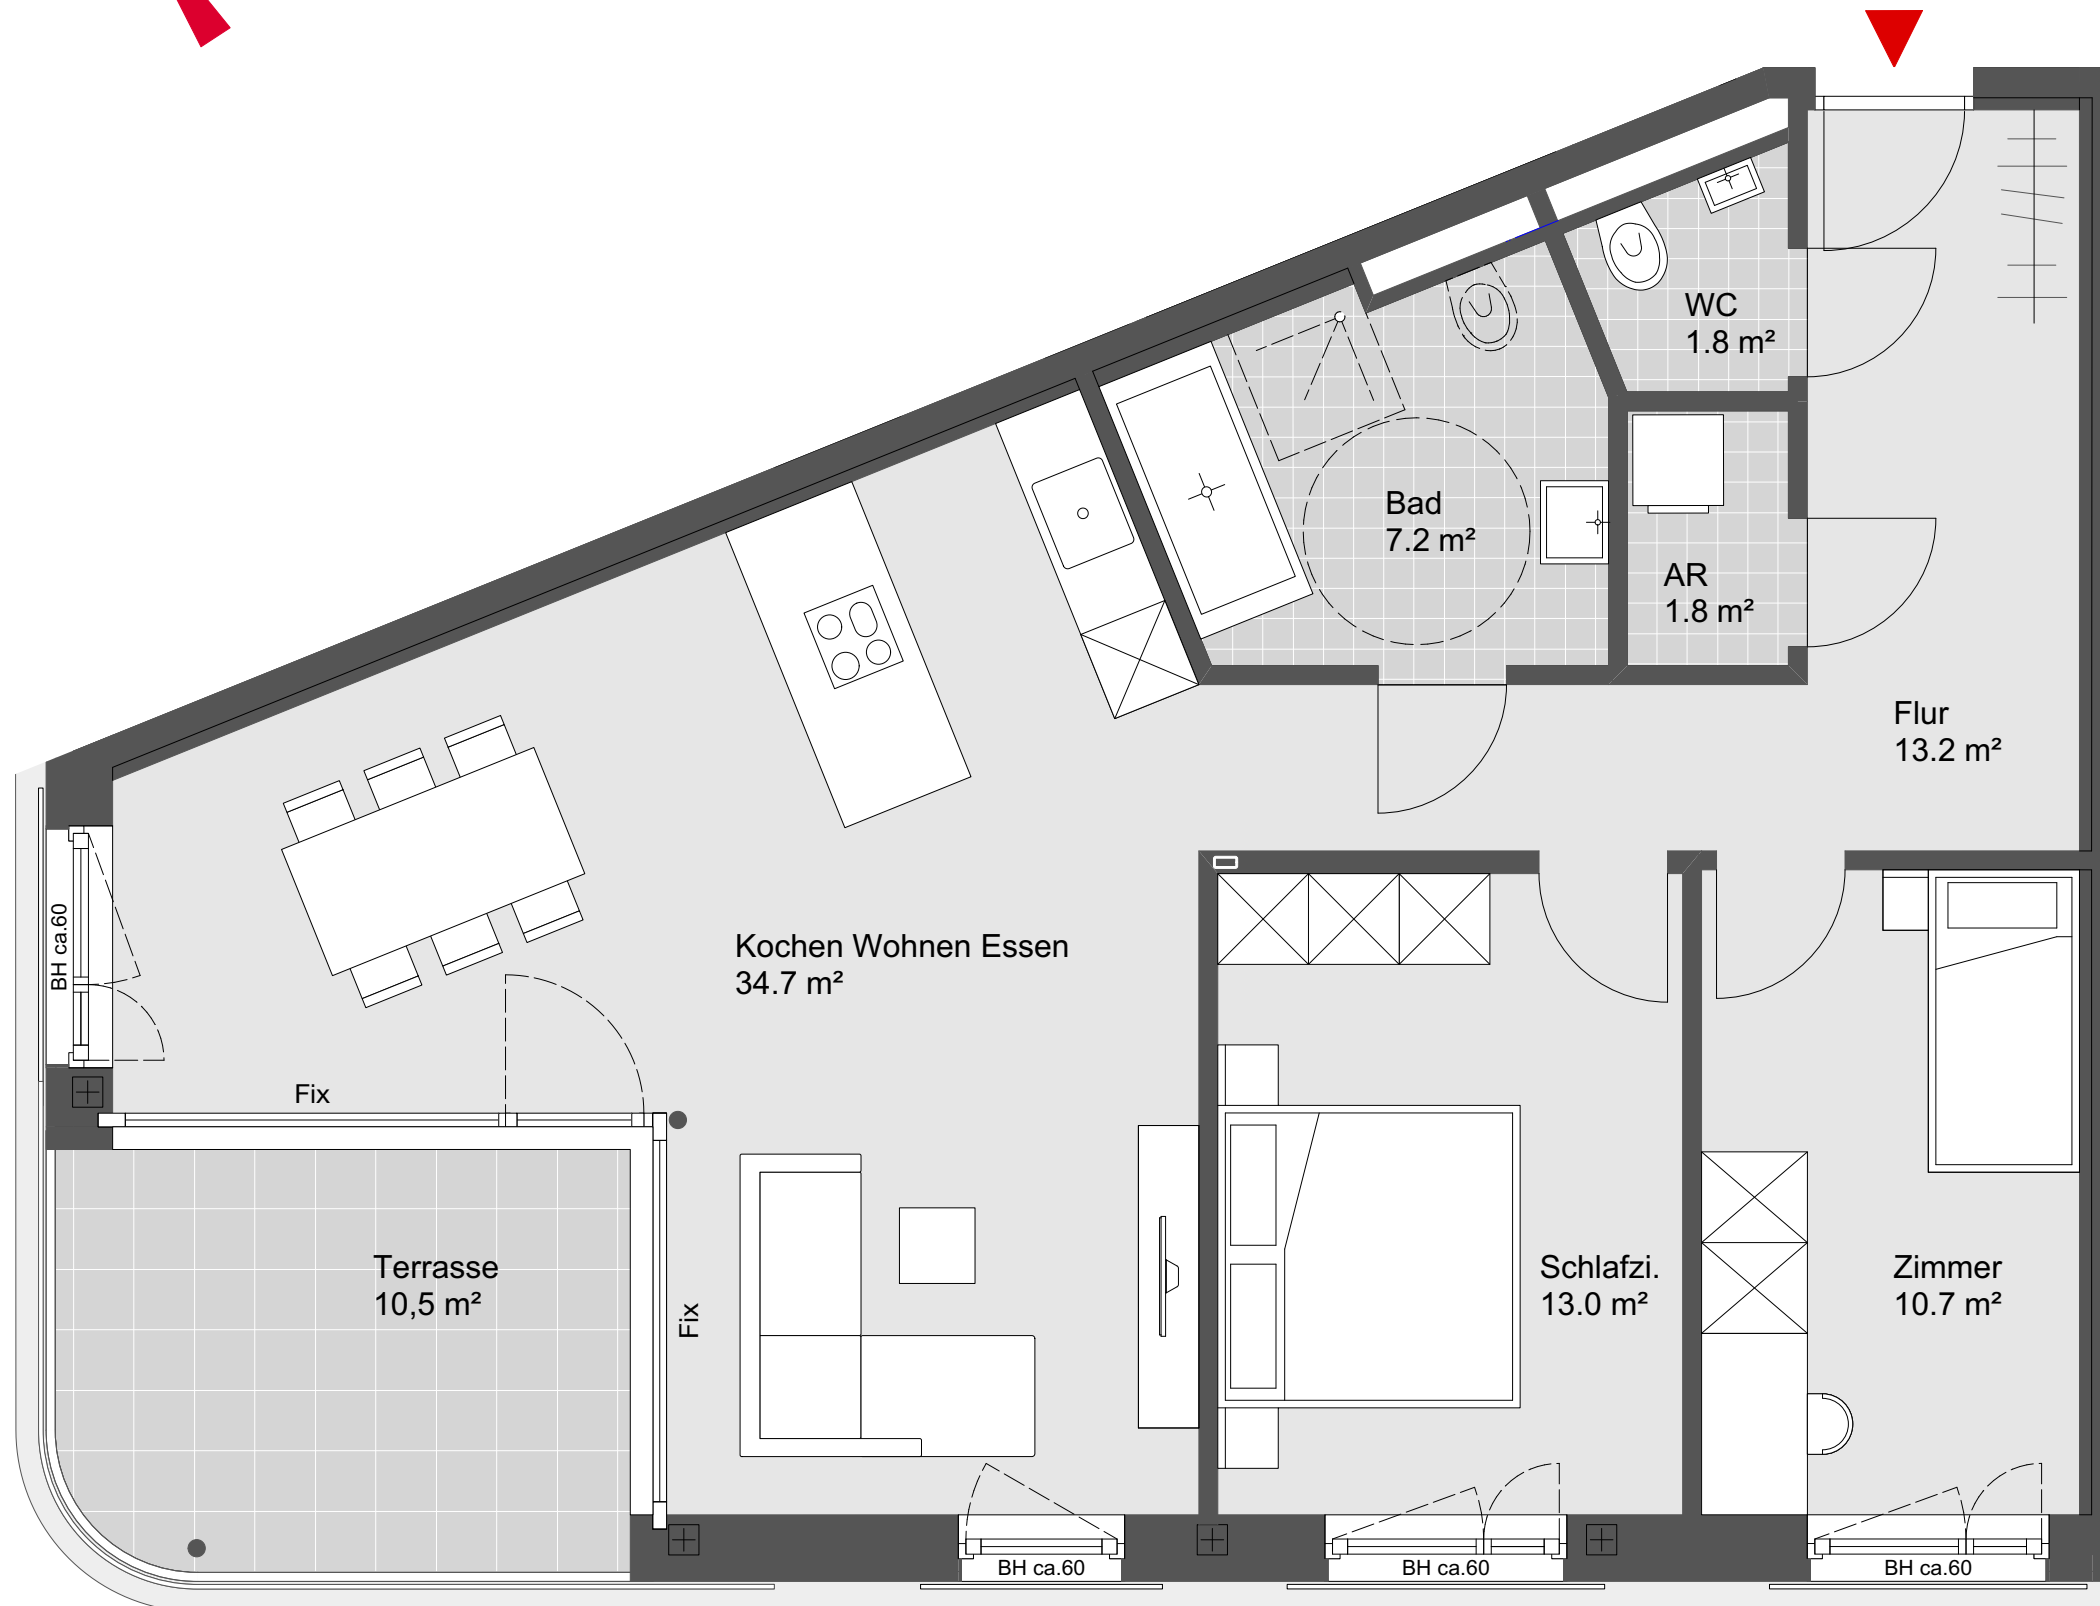 WC
1.8 m²
Bad
7.2 m²
AR
1.8 m²
Flur
13.2 m²
BH ca.60
Kochen Wohnen Essen
34.7 m²
Fix
Terrasse
10,5 m²
Fix
Schlafzi.
13.0 m²
Zimmer
10.7 m²
BH ca.60
BH ca.60
BH ca.60